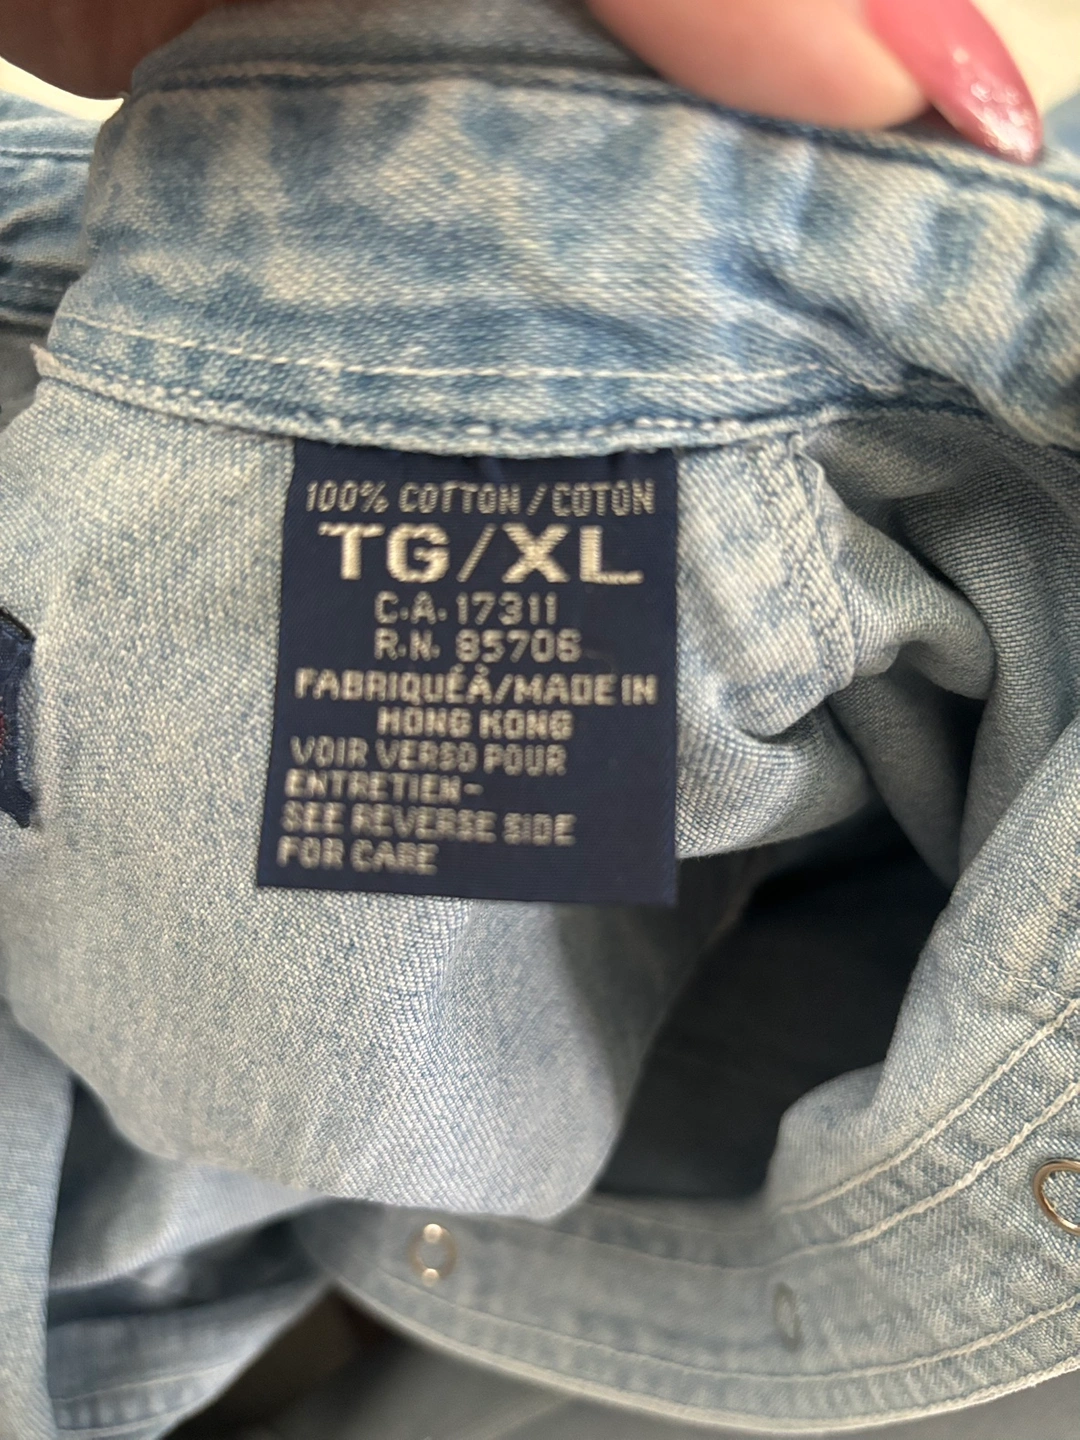 100% COTTON / COTON
TG/XL
C.A. 17311
R.N. 85706
FABRIQUÉ À/MADE IN
HONG KONG
VOIR VERSO POUR
ENTRETIEN-
SEE REVERSE SIDE
FOR CARE